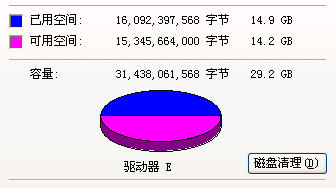 已用空间: 16,092,397,568 字节 14.9 GB
可用空间: 15,345,664,000 字节 14.2 GB
容量: 31,438,061,568 字节 29.2 GB
驱动器 E
磁盘清理(D)